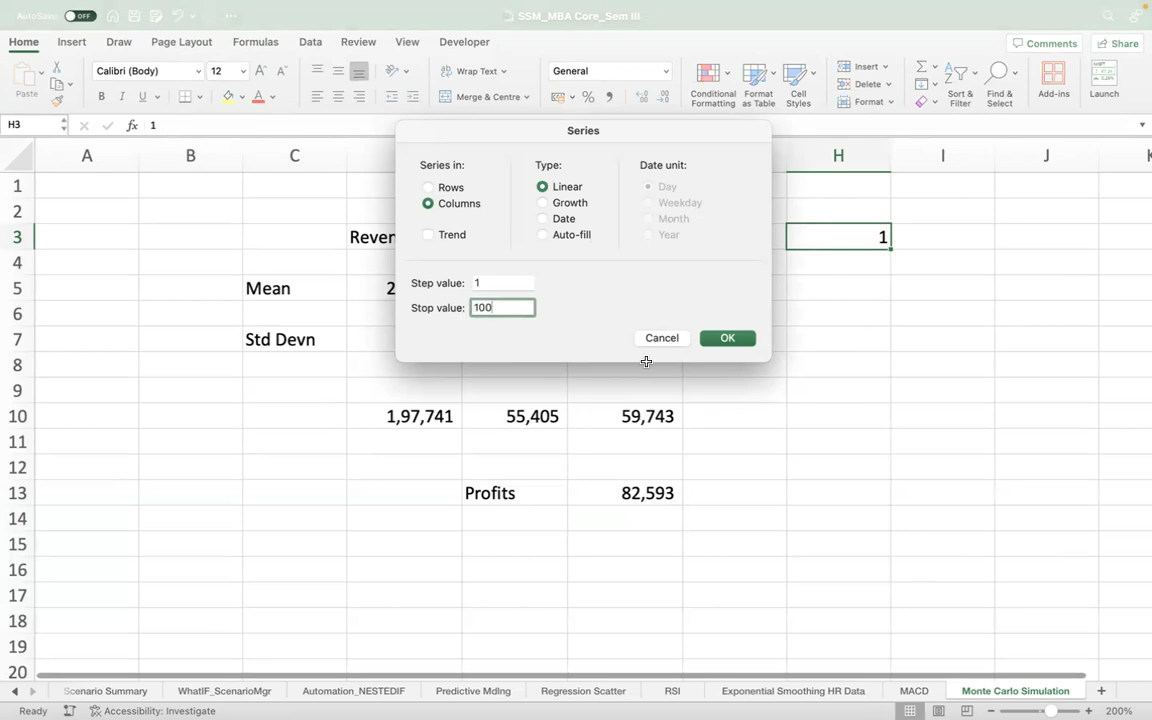 AutoSave OFF ... SSM_MBA Core_Sem III
Home Insert Draw Page Layout Formulas Data Review View Developer Comments Share
Calibri (Body) 12 Wrap Text General Insert
Paste B I U Merge & Centre Conditional Formatting Format as Table Cell Styles Delete Format Sort & Filter Find & Select Add-ins Launch
H3 fx 1
Series
A B C H I J K
Series in: Type: Date unit:
Rows Linear Day
Columns Growth Weekday
Date Month
Trend Auto-fill Year
Step value: 1
Stop value: 100
Cancel OK
1
2
3 Rever 1
4
5 Mean 2
6
7 Std Devn
8
9
10 1,97,741 55,405 59,743
11
12
13 Profits 82,593
14
15
16
17
18
19
20
Scenario Summary WhatIF_ScenarioMgr Automation_NESTEDIF Predictive Mdlng Regression Scatter RSI Exponential Smoothing HR Data MACD Monte Carlo Simulation +
Ready Accessibility: Investigate 200%